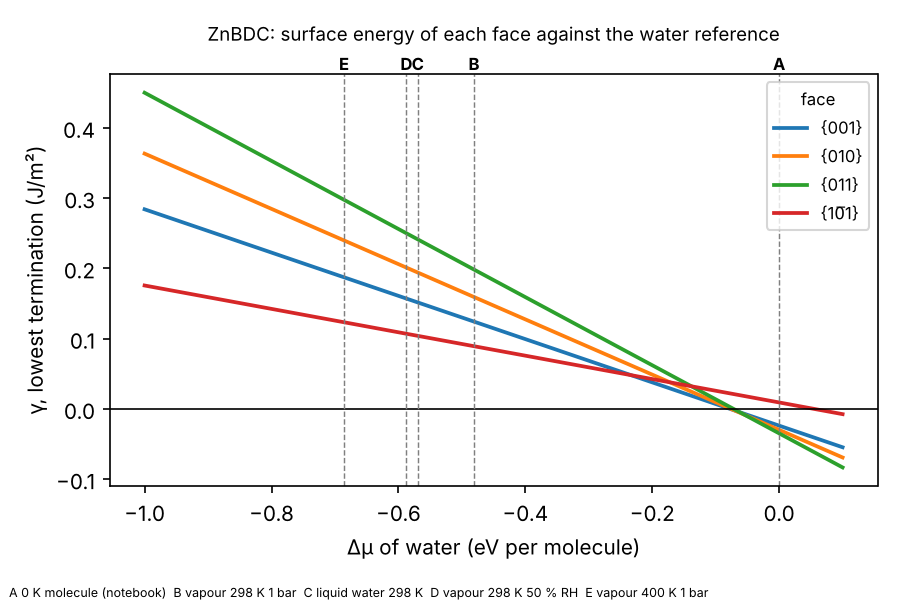 ZnBDC: surface energy of each face against the water reference
E D C B A
face
{001}
{010}
{011}
{10̅1}
0.4
0.3
0.2
0.1
0.0
−0.1
γ, lowest termination (J/m²)
−1.0 −0.8 −0.6 −0.4 −0.2 0.0
Δμ of water (eV per molecule)
A 0 K molecule (notebook) B vapour 298 K 1 bar C liquid water 298 K D vapour 298 K 50 % RH E vapour 400 K 1 bar